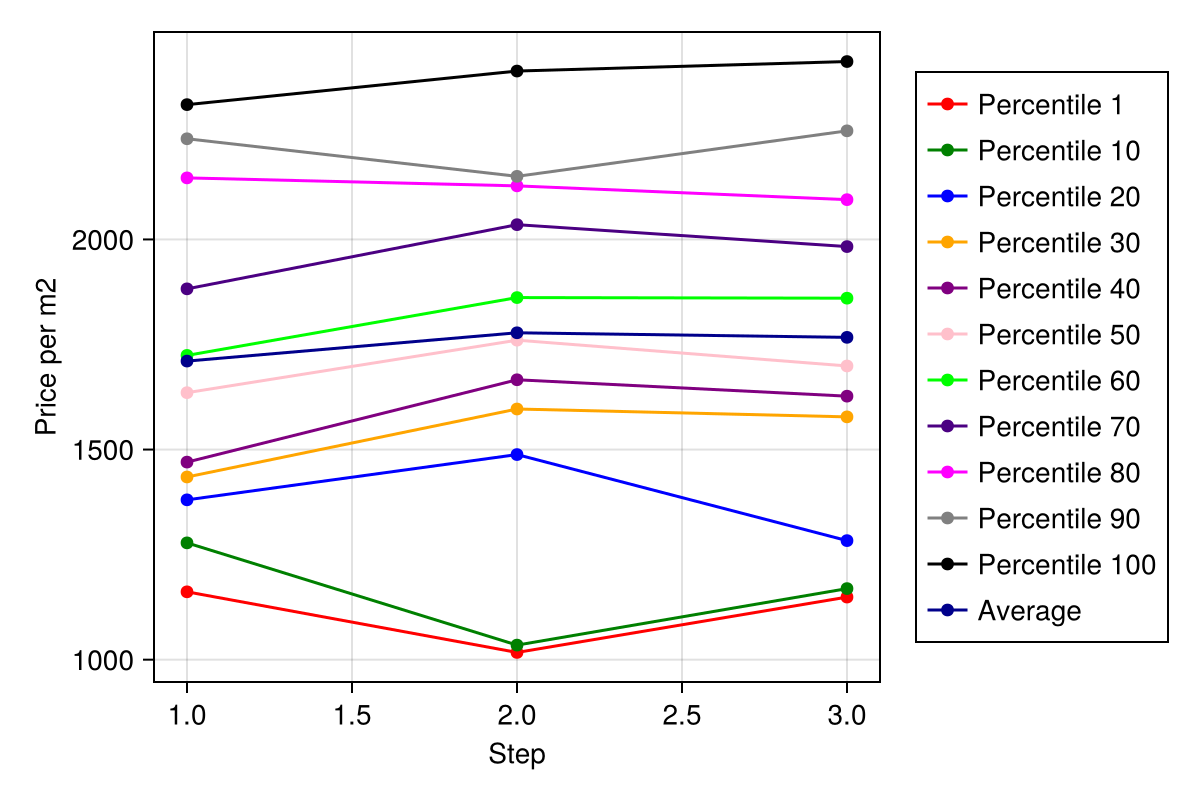 Price per m2
2000
1500
1000
1.0 1.5 2.0 2.5 3.0
Step
Percentile 1
Percentile 10
Percentile 20
Percentile 30
Percentile 40
Percentile 50
Percentile 60
Percentile 70
Percentile 80
Percentile 90
Percentile 100
Average